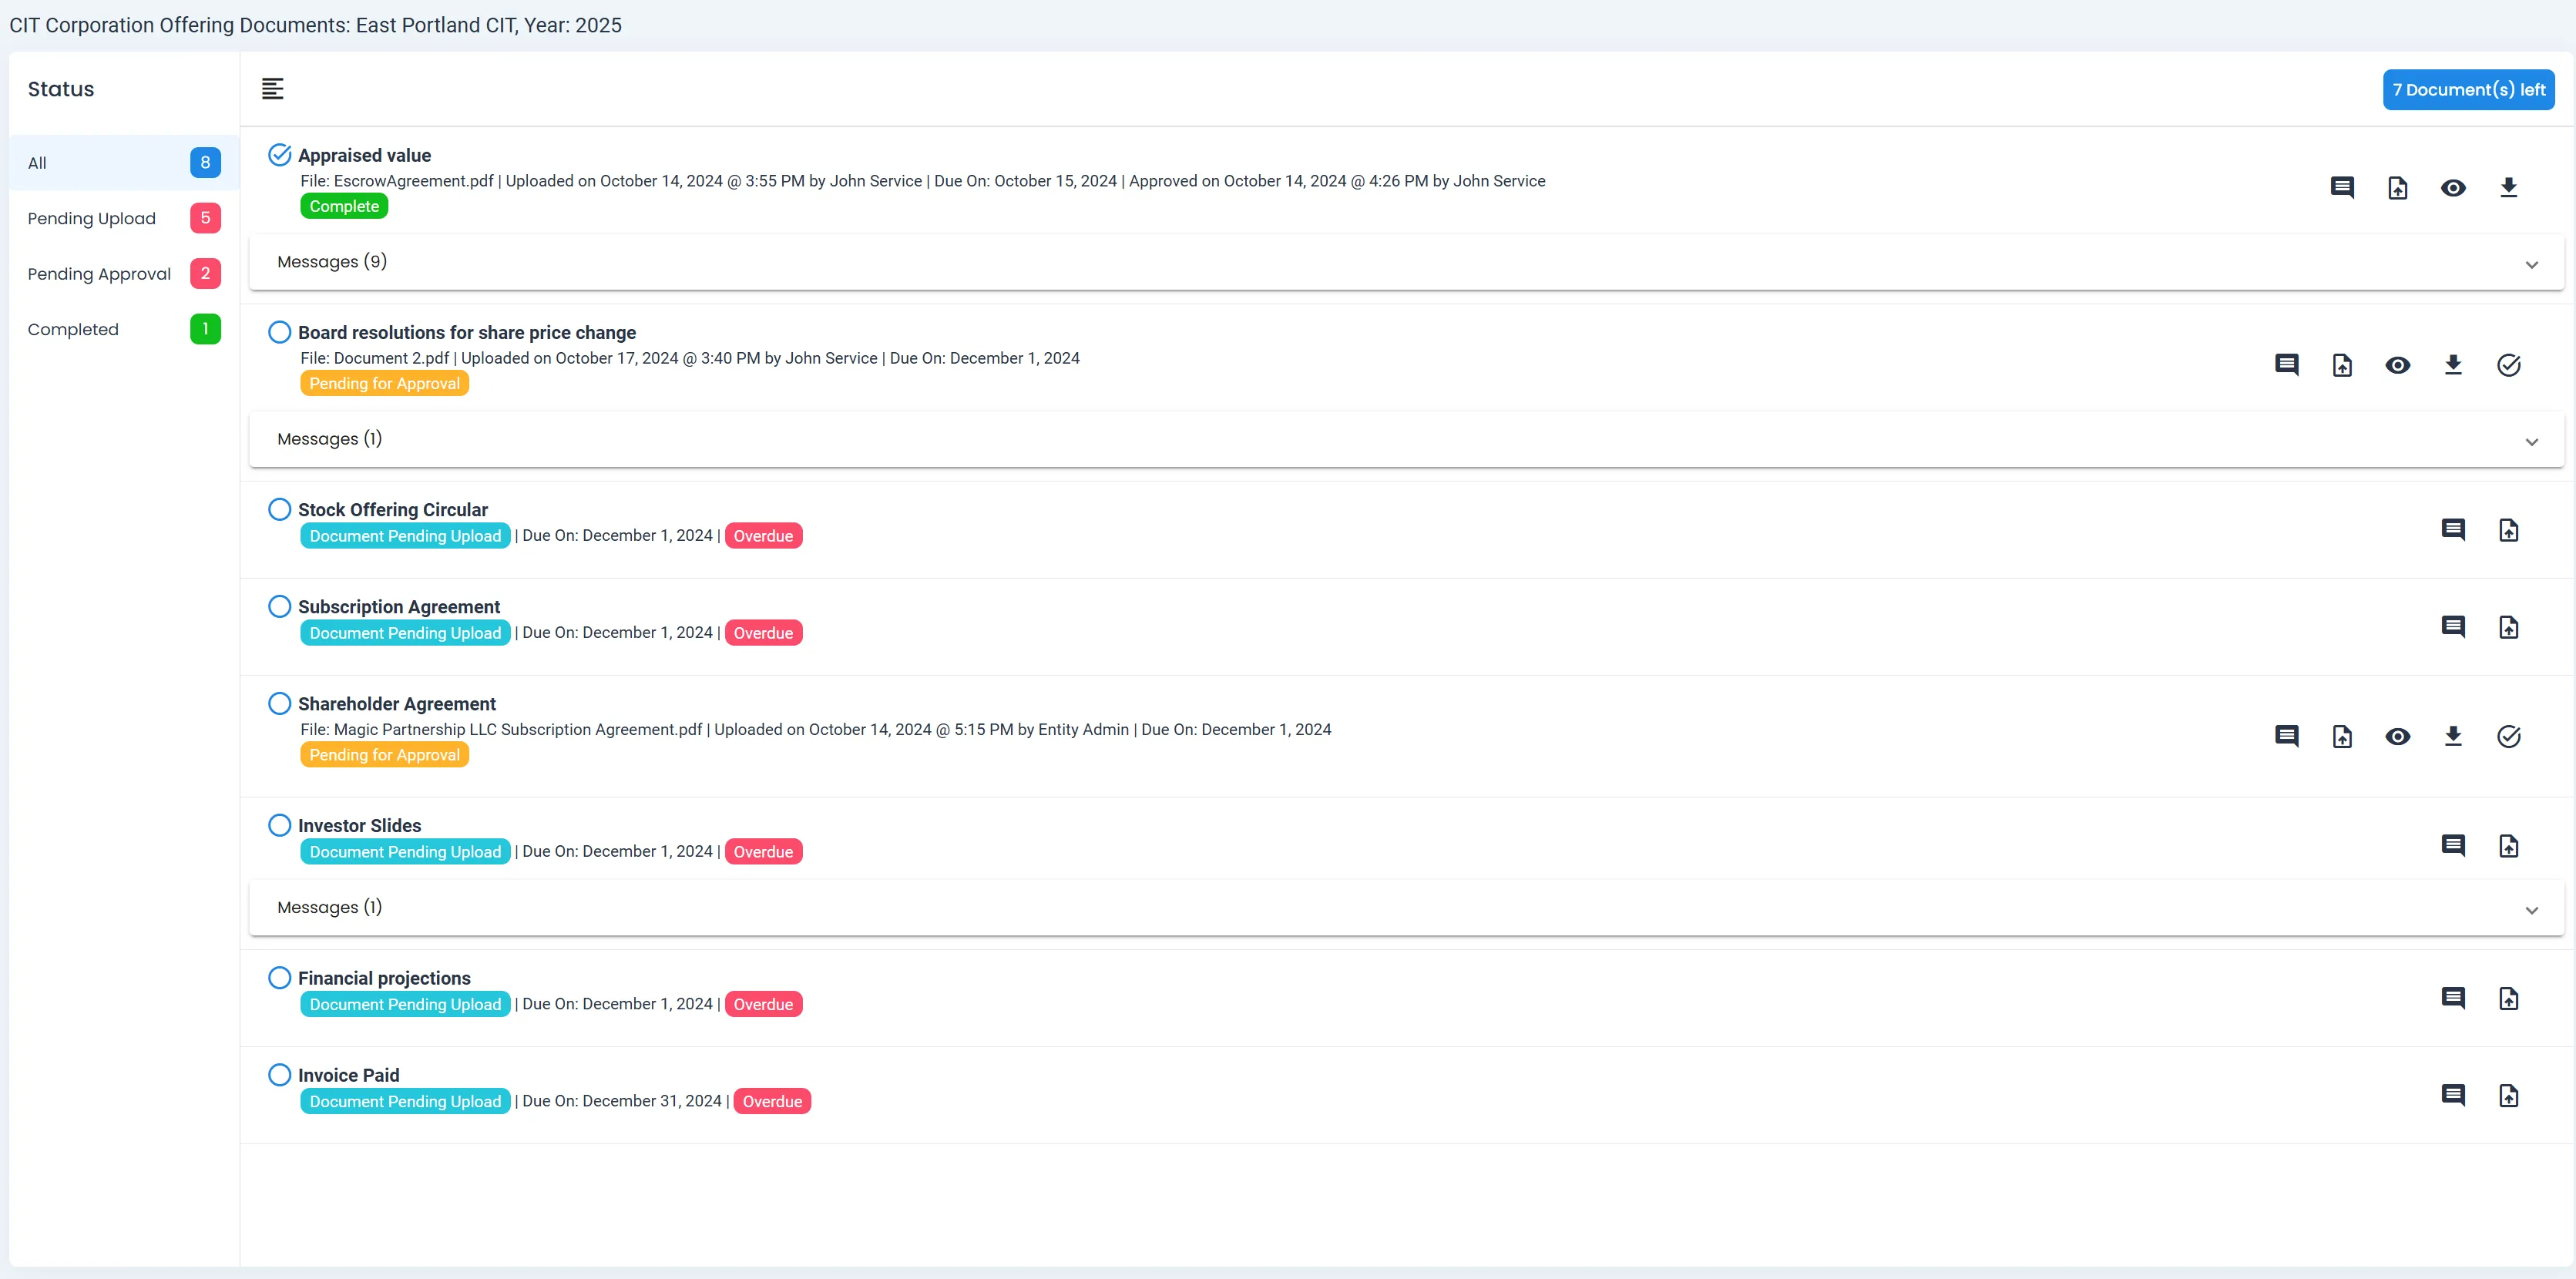 CIT Corporation Offering Documents: East Portland CIT, Year: 2025
Status
All 8
Pending Upload 5
Pending Approval 2
Completed 1
7 Document(s) left
Appraised value
File: EscrowAgreement.pdf | Uploaded on October 14, 2024 @ 3:55 PM by John Service | Due On: October 15, 2024 | Approved on October 14, 2024 @ 4:26 PM by John Service
Complete
Messages (9)
Board resolutions for share price change
File: Document 2.pdf | Uploaded on October 17, 2024 @ 3:40 PM by John Service | Due On: December 1, 2024
Pending for Approval
Messages (1)
Stock Offering Circular
Document Pending Upload | Due On: December 1, 2024 | Overdue
Subscription Agreement
Document Pending Upload | Due On: December 1, 2024 | Overdue
Shareholder Agreement
File: Magic Partnership LLC Subscription Agreement.pdf | Uploaded on October 14, 2024 @ 5:15 PM by Entity Admin | Due On: December 1, 2024
Pending for Approval
Investor Slides
Document Pending Upload | Due On: December 1, 2024 | Overdue
Messages (1)
Financial projections
Document Pending Upload | Due On: December 1, 2024 | Overdue
Invoice Paid
Document Pending Upload | Due On: December 31, 2024 | Overdue